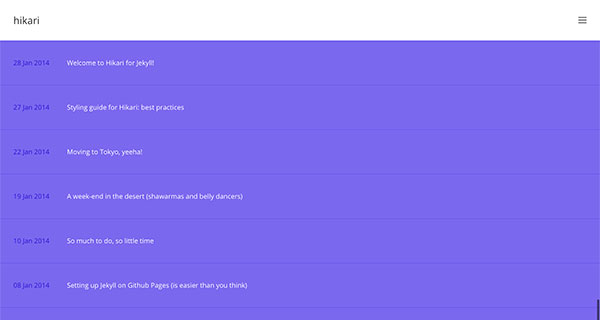 hikari
28 Jan 2014 Welcome to Hikari for Jekyll!
27 Jan 2014 Styling guide for Hikari: best practices
22 Jan 2014 Moving to Tokyo, yeeha!
19 Jan 2014 A week-end in the desert (shawarmas and belly dancers)
10 Jan 2014 So much to do, so little time
08 Jan 2014 Setting up Jekyll on Github Pages (is easier than you think)